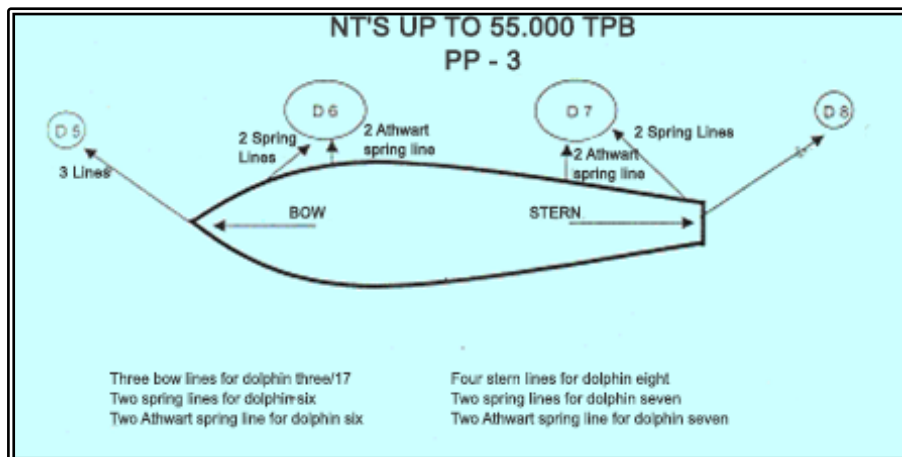 NT'S UP TO 55.000 TPB
PP - 3
D 5
D 6
D 7
D 8
3 Lines
2 Spring
Lines
2 Athwart
spring line
2 Athwart
spring line
2 Spring Lines
BOW
STERN
Three bow lines for dolphin three/17
Two spring lines for dolphin six
Two Athwart spring line for dolphin six
Four stern lines for dolphin eight
Two spring lines for dolphin seven
Two Athwart spring line for dolphin seven